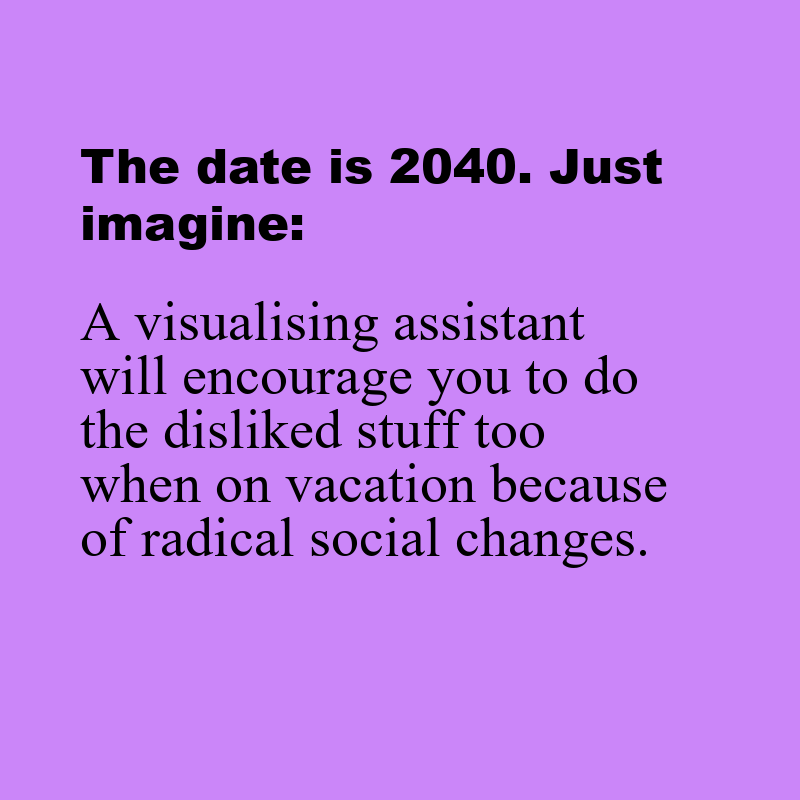 The date is 2040. Just
imagine:
A visualising assistant
will encourage you to do
the disliked stuff too
when on vacation because
of radical social changes.